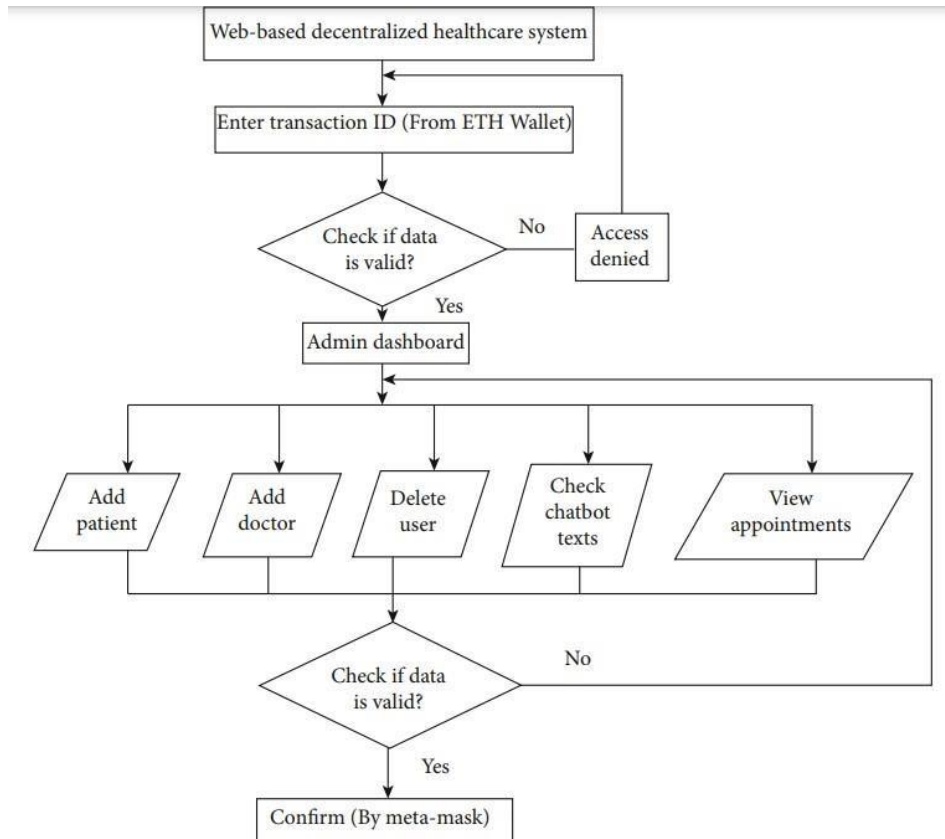 Web-based decentralized healthcare system
Enter transaction ID (From ETH Wallet)
Check if data
is valid?
No
Access
denied
Yes
Admin dashboard
Add
patient
Add
doctor
Delete
user
Check
chatbot
texts
View
appointments
Check if data
is valid?
No
Yes
Confirm (By meta-mask)